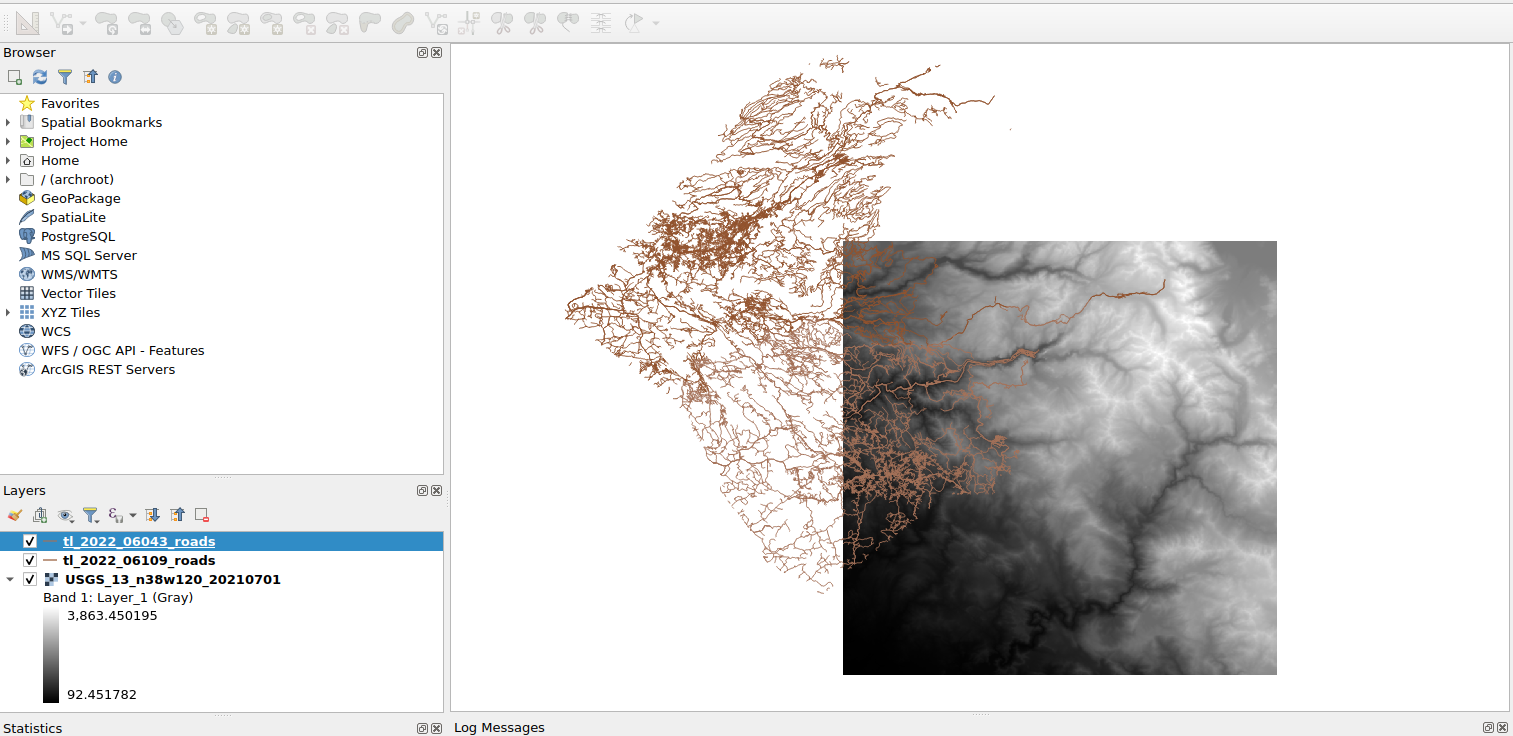 Browser
Favorites
Spatial Bookmarks
Project Home
Home
/ (archroot)
GeoPackage
SpatiaLite
PostgreSQL
MS SQL Server
WMS/WMTS
Vector Tiles
XYZ Tiles
WCS
WFS / OGC API - Features
ArcGIS REST Servers
Layers
tl_2022_06043_roads
tl_2022_06109_roads
USGS_13_n38w120_20210701
Band 1: Layer_1 (Gray)
3,863.450195
92.451782
Statistics
Log Messages